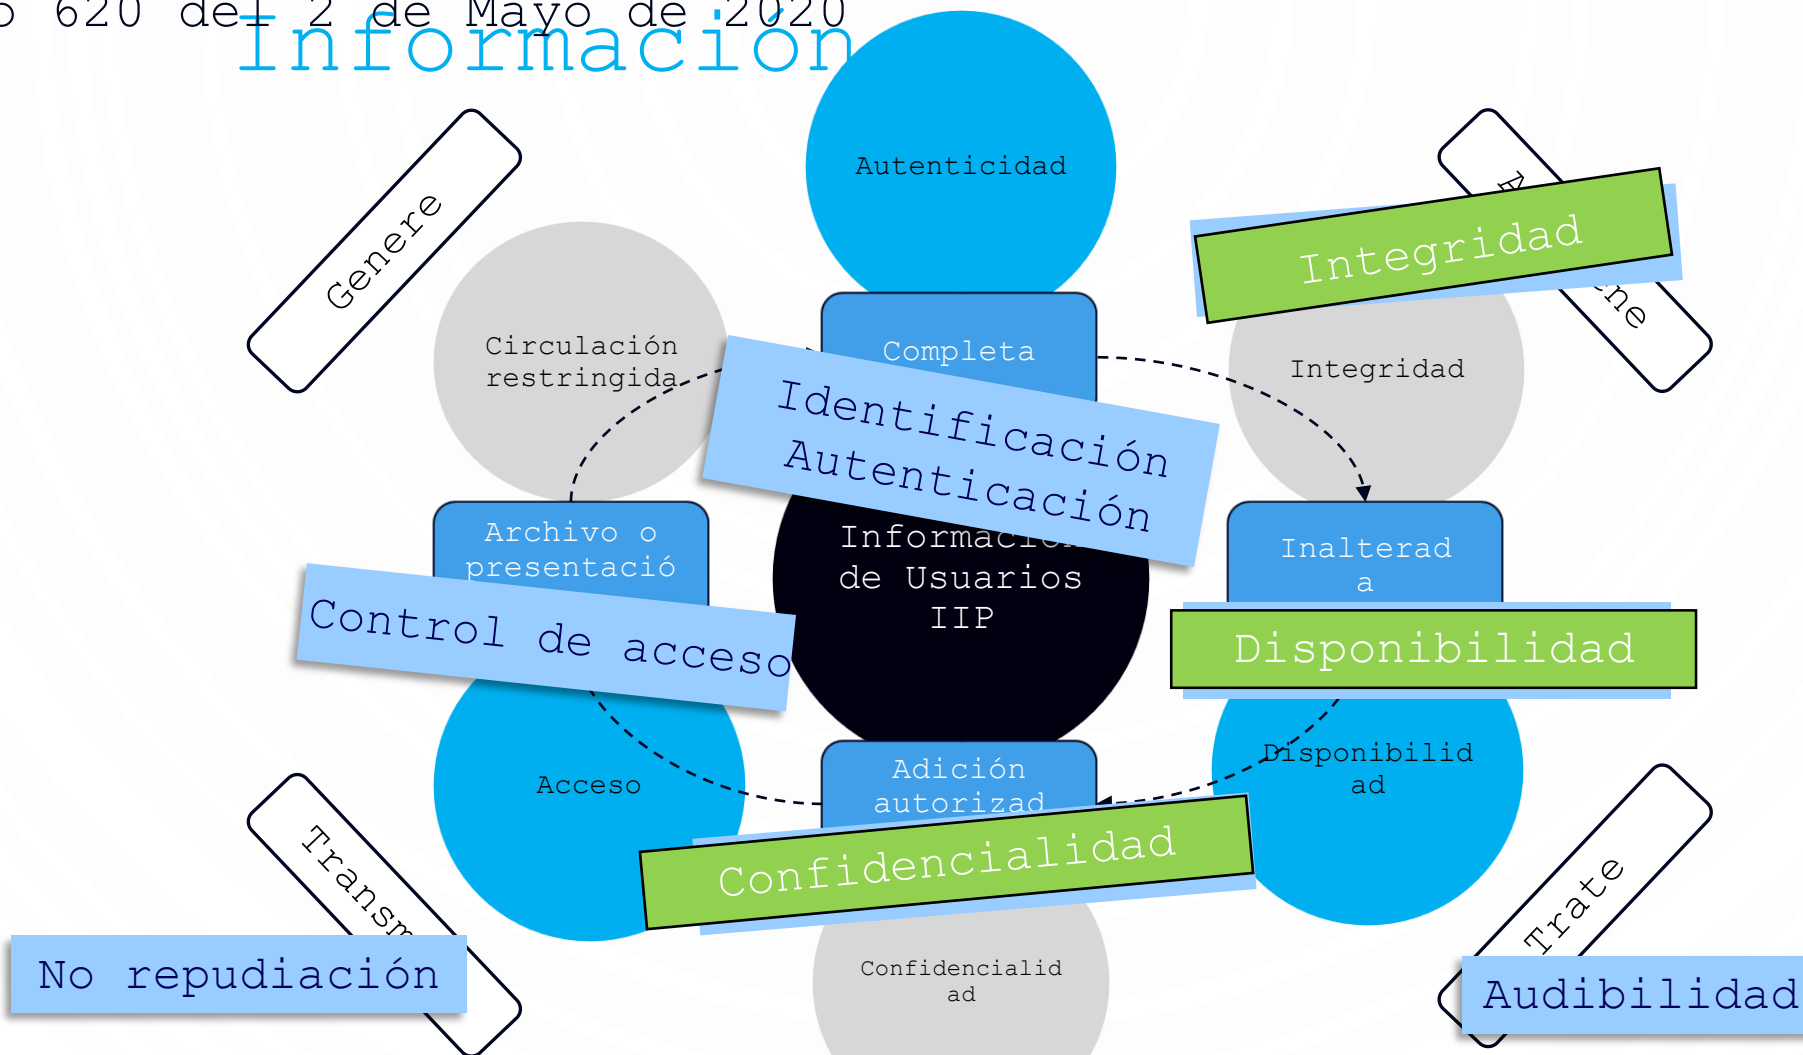 620 del 2 de Mayo de 2020
Información
Autenticidad
Genere
Integridad
Circulación
restringida
Completa
Integridad
Identificación
Autenticación
Archivo o
presentació
de Usuarios
IIP
Inalterad
a
Control de acceso
Disponibilidad
Acceso
Adición
autorizad
Disponibilid
ad
Confidencialidad
Trate
No repudiación
Confidencialid
ad
Audibilidad